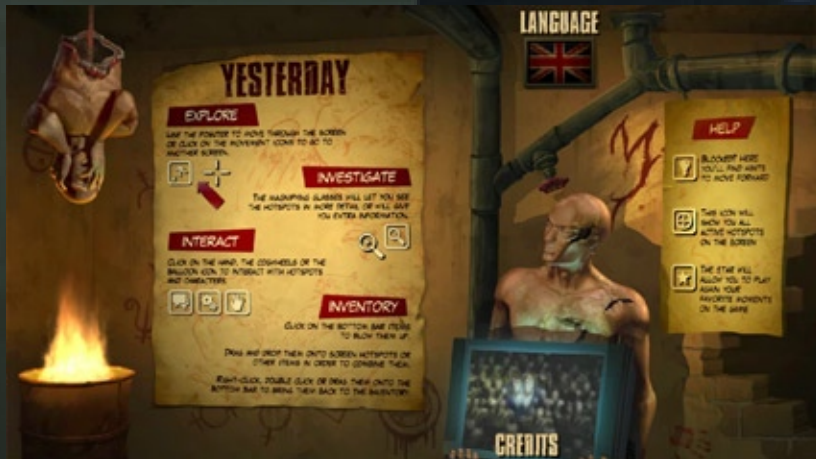 LANGUAGE
YESTERDAY
EXPLORE
USE THE POINTER TO MOVE THROUGH THE SCREEN
OR CLICK ON THE MOVEMENT ICONS TO GO TO
ANOTHER SCREEN.
INVESTIGATE
THE MAGNIFYING GLASSES WILL LET YOU SEE
THE HOTSPOTS IN MORE DETAIL OR WILL GIVE
YOU EXTRA INFORMATION.
INTERACT
CLICK ON THE HAND, THE COGWHEELS OR THE
BALLOON ICON TO INTERACT WITH HOTSPOTS
AND CHARACTERS.
INVENTORY
CLICK ON THE BOTTOM BAR ITEMS
TO BLOW THEM UP.
DRAG AND DROP THEM ONTO SCREEN HOTSPOTS OR
OTHER ITEMS IN ORDER TO COMBINE THEM.
RIGHT-CLICK, DOUBLE CLICK OR DRAG THEM ONTO THE
BOTTOM BAR TO BRING THEM BACK TO THE INVENTORY.
HELP
BLOCKED? HERE
YOU'LL FIND HINTS
TO MOVE FORWARD
THIS ICON WILL
SHOW YOU ALL
ACTIVE HOTSPOTS
ON THE SCREEN
THE STAR WILL
ALLOW YOU TO PLAY
AGAIN YOUR
FAVORITE MOMENTS
ON THE GAME
CREDITS